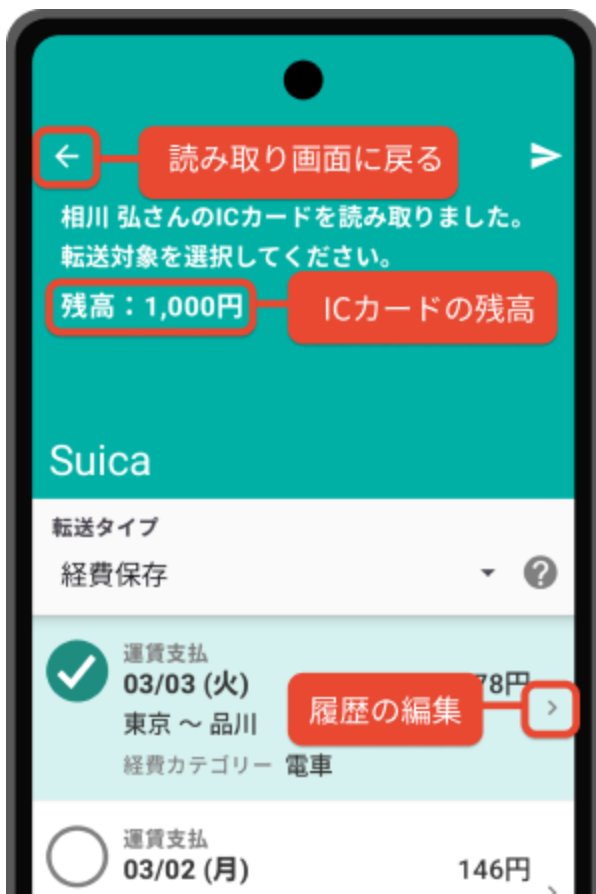 読み取り画面に戻る
相川 弘さんのICカードを読み取りました。
転送対象を選択してください。
残高：1,000円
ICカードの残高
Suica
転送タイプ
経費保存
運賃支払
03/03 (火)
78円
東京 ～ 品川
履歴の編集
経費カテゴリー 電車
運賃支払
03/02 (月)
146円